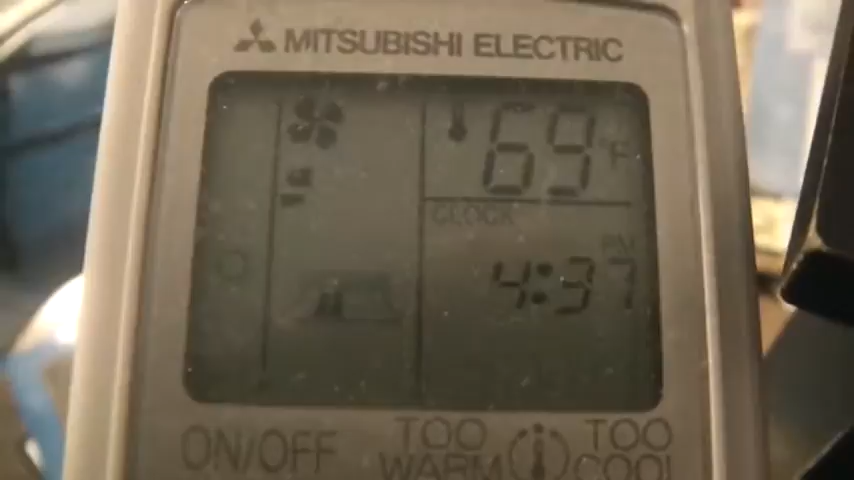 MITSUBISHI ELECTRIC
69°F
CLOCK
PM
4:37
ON/OFF
TOO WARM
TOO COOL